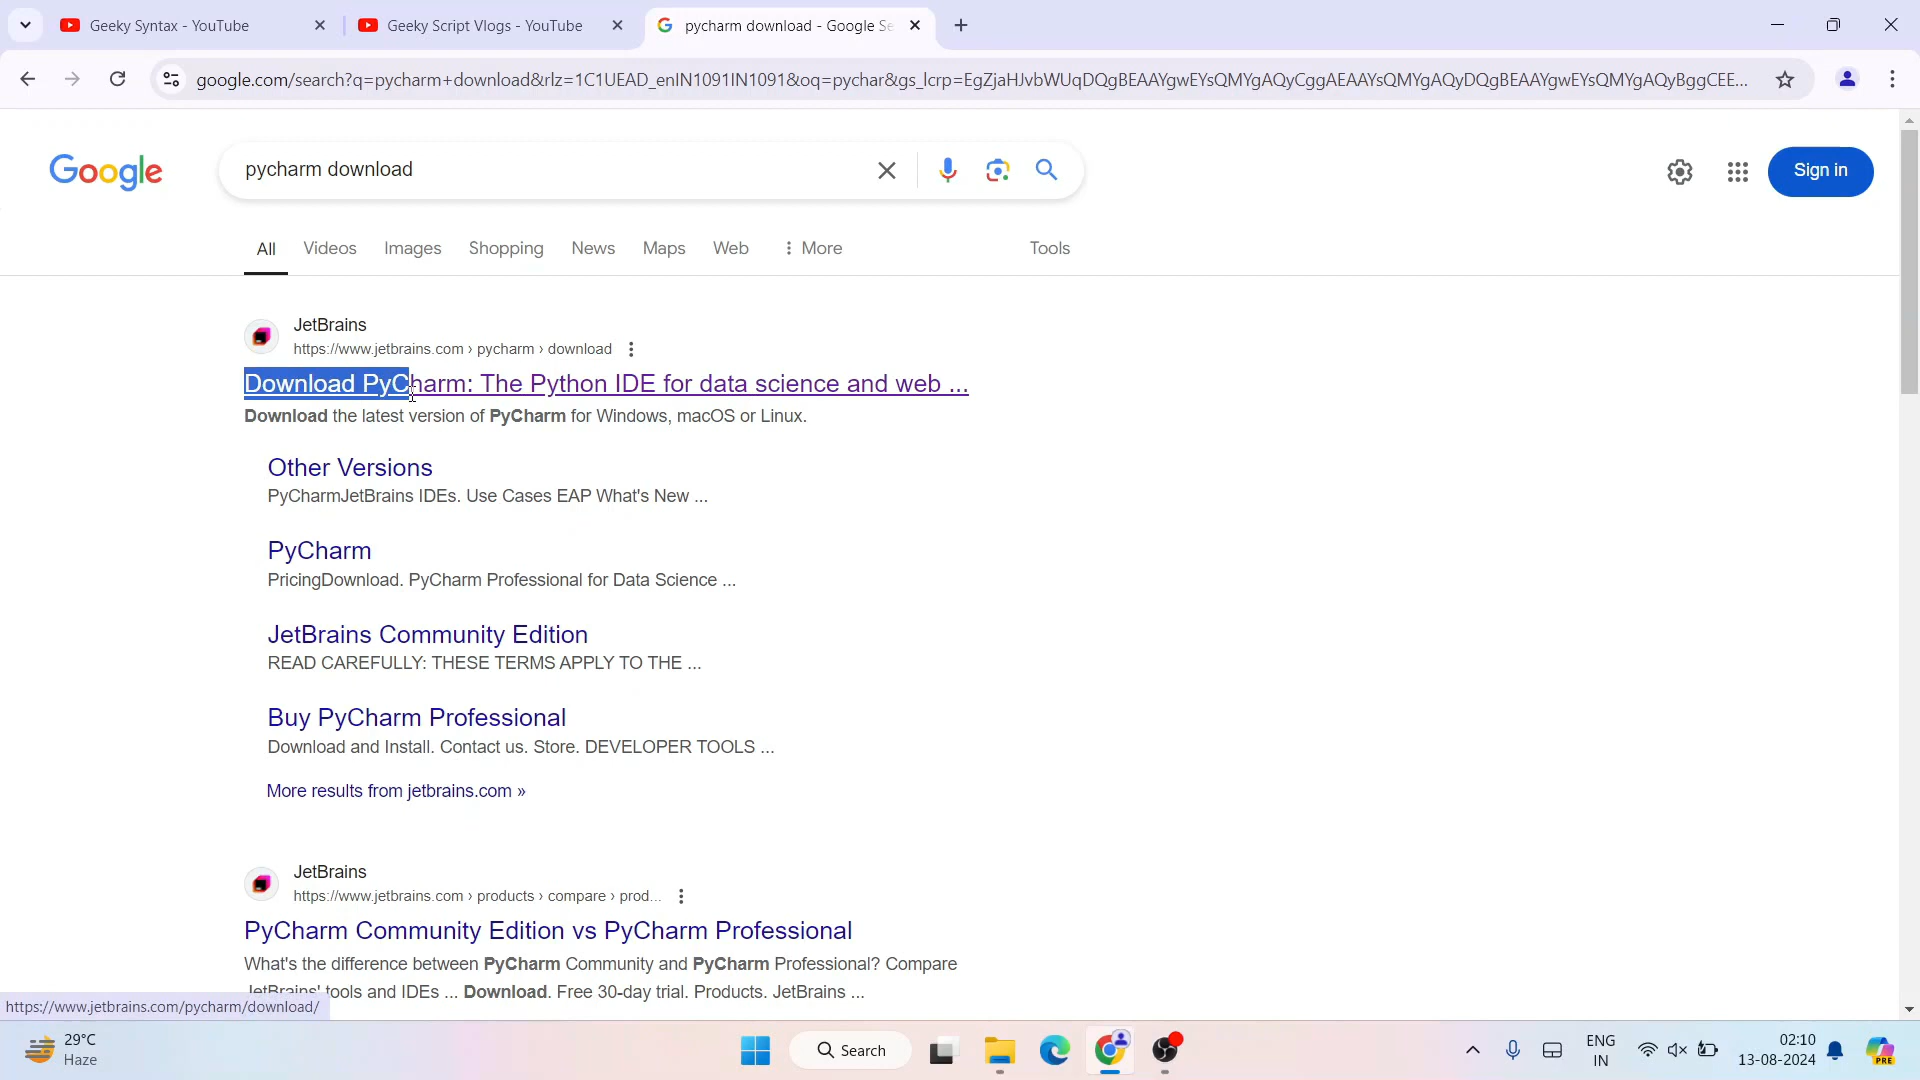 Geeky Syntax - YouTube
Geeky Script Vlogs - YouTube
pycharm download - Google Se
google.com/search?q=pycharm+download&rlz=1C1UEAD_enIN1091IN1091&oq=pychar&gs_lcrp=EgZjaHJvbWUqDQgBEAAYgwEYsQMYgAQyCggAEAAYsQMYgAQyDQgBEAAYgwEYsQMYgAQyBggCEE...
Google
pycharm download
Sign in
All
Videos
Images
Shopping
News
Maps
Web
More
Tools
JetBrains
https://www.jetbrains.com › pycharm › download
Download PyCharm: The Python IDE for data science and web ...
Download the latest version of PyCharm for Windows, macOS or Linux.
Other Versions
PyCharmJetBrains IDEs. Use Cases EAP What's New ...
PyCharm
PricingDownload. PyCharm Professional for Data Science ...
JetBrains Community Edition
READ CAREFULLY: THESE TERMS APPLY TO THE ...
Buy PyCharm Professional
Download and Install. Contact us. Store. DEVELOPER TOOLS ...
More results from jetbrains.com »
JetBrains
https://www.jetbrains.com › products › compare › prod...
PyCharm Community Edition vs PyCharm Professional
What's the difference between PyCharm Community and PyCharm Professional? Compare
JetBrains' tools and IDEs ... Download. Free 30-day trial. Products. JetBrains ...
https://www.jetbrains.com/pycharm/download/
29°C
Haze
Search
ENG
IN
02:10
13-08-2024
PRE